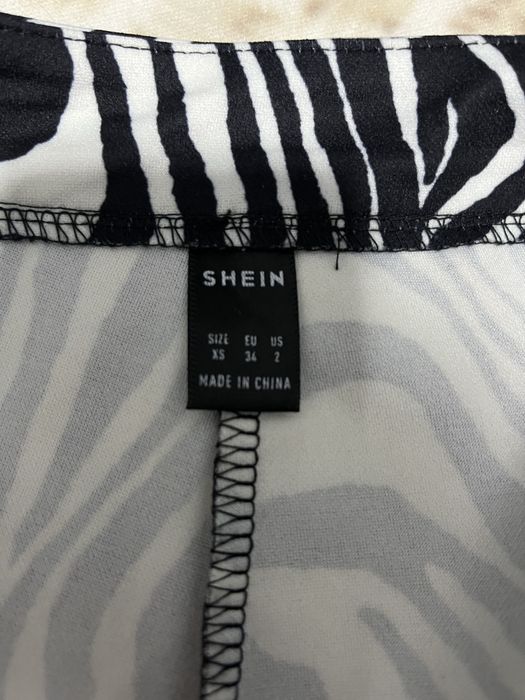 SHEIN
SIZE EU US
XS 34 2
MADE IN CHINA